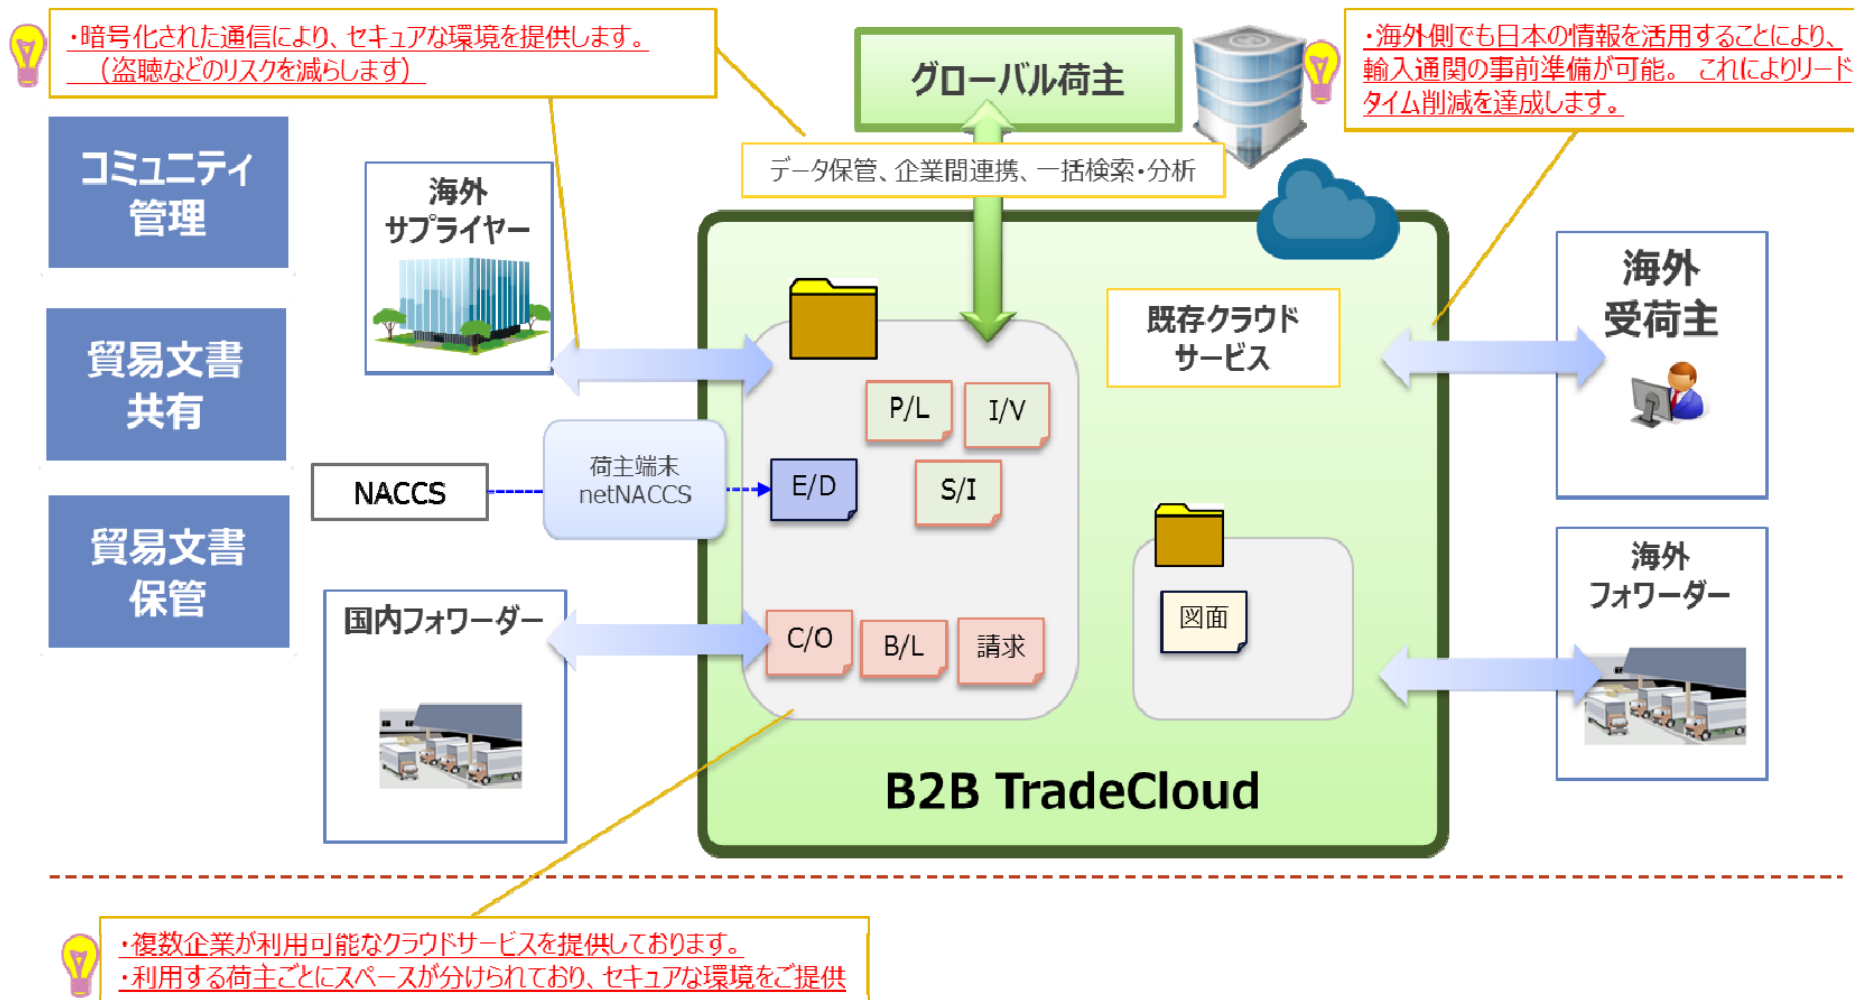 ・暗号化された通信により、セキュアな環境を提供します。
（盗聴などのリスクを減らします）
グローバル荷主
・海外側でも日本の情報を活用することにより、
輸入通関の事前準備が可能。 これによりリード
タイム削減を達成します。
データ保管、企業間連携、一括検索・分析
コミュニティ
管理
貿易文書
共有
貿易文書
保管
海外
サプライヤー
NACCS
荷主端末
netNACCS
国内フォワーダー
P/L
I/V
E/D
S/I
C/O
B/L
請求
既存クラウド
サービス
図面
B2B TradeCloud
海外
受荷主
海外
フォワーダー
・複数企業が利用可能なクラウドサービスを提供しております。
・利用する荷主ごとにスペースが分けられており、セキュアな環境をご提供